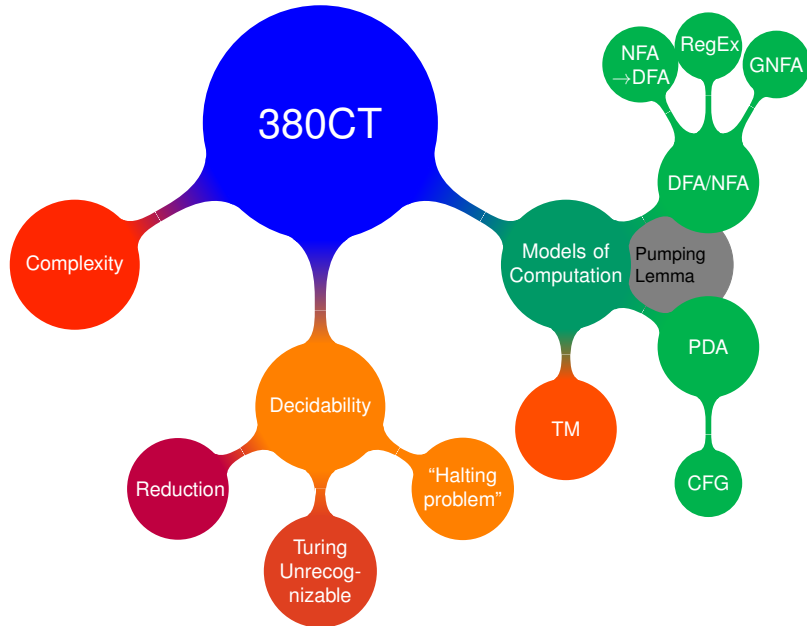 380CT
NFA
→DFA
RegEx
GNFA
DFA/NFA
Complexity
Models of
Computation
Pumping
Lemma
PDA
Decidability
TM
Reduction
“Halting
problem”
CFG
Turing
Unrecog-
nizable